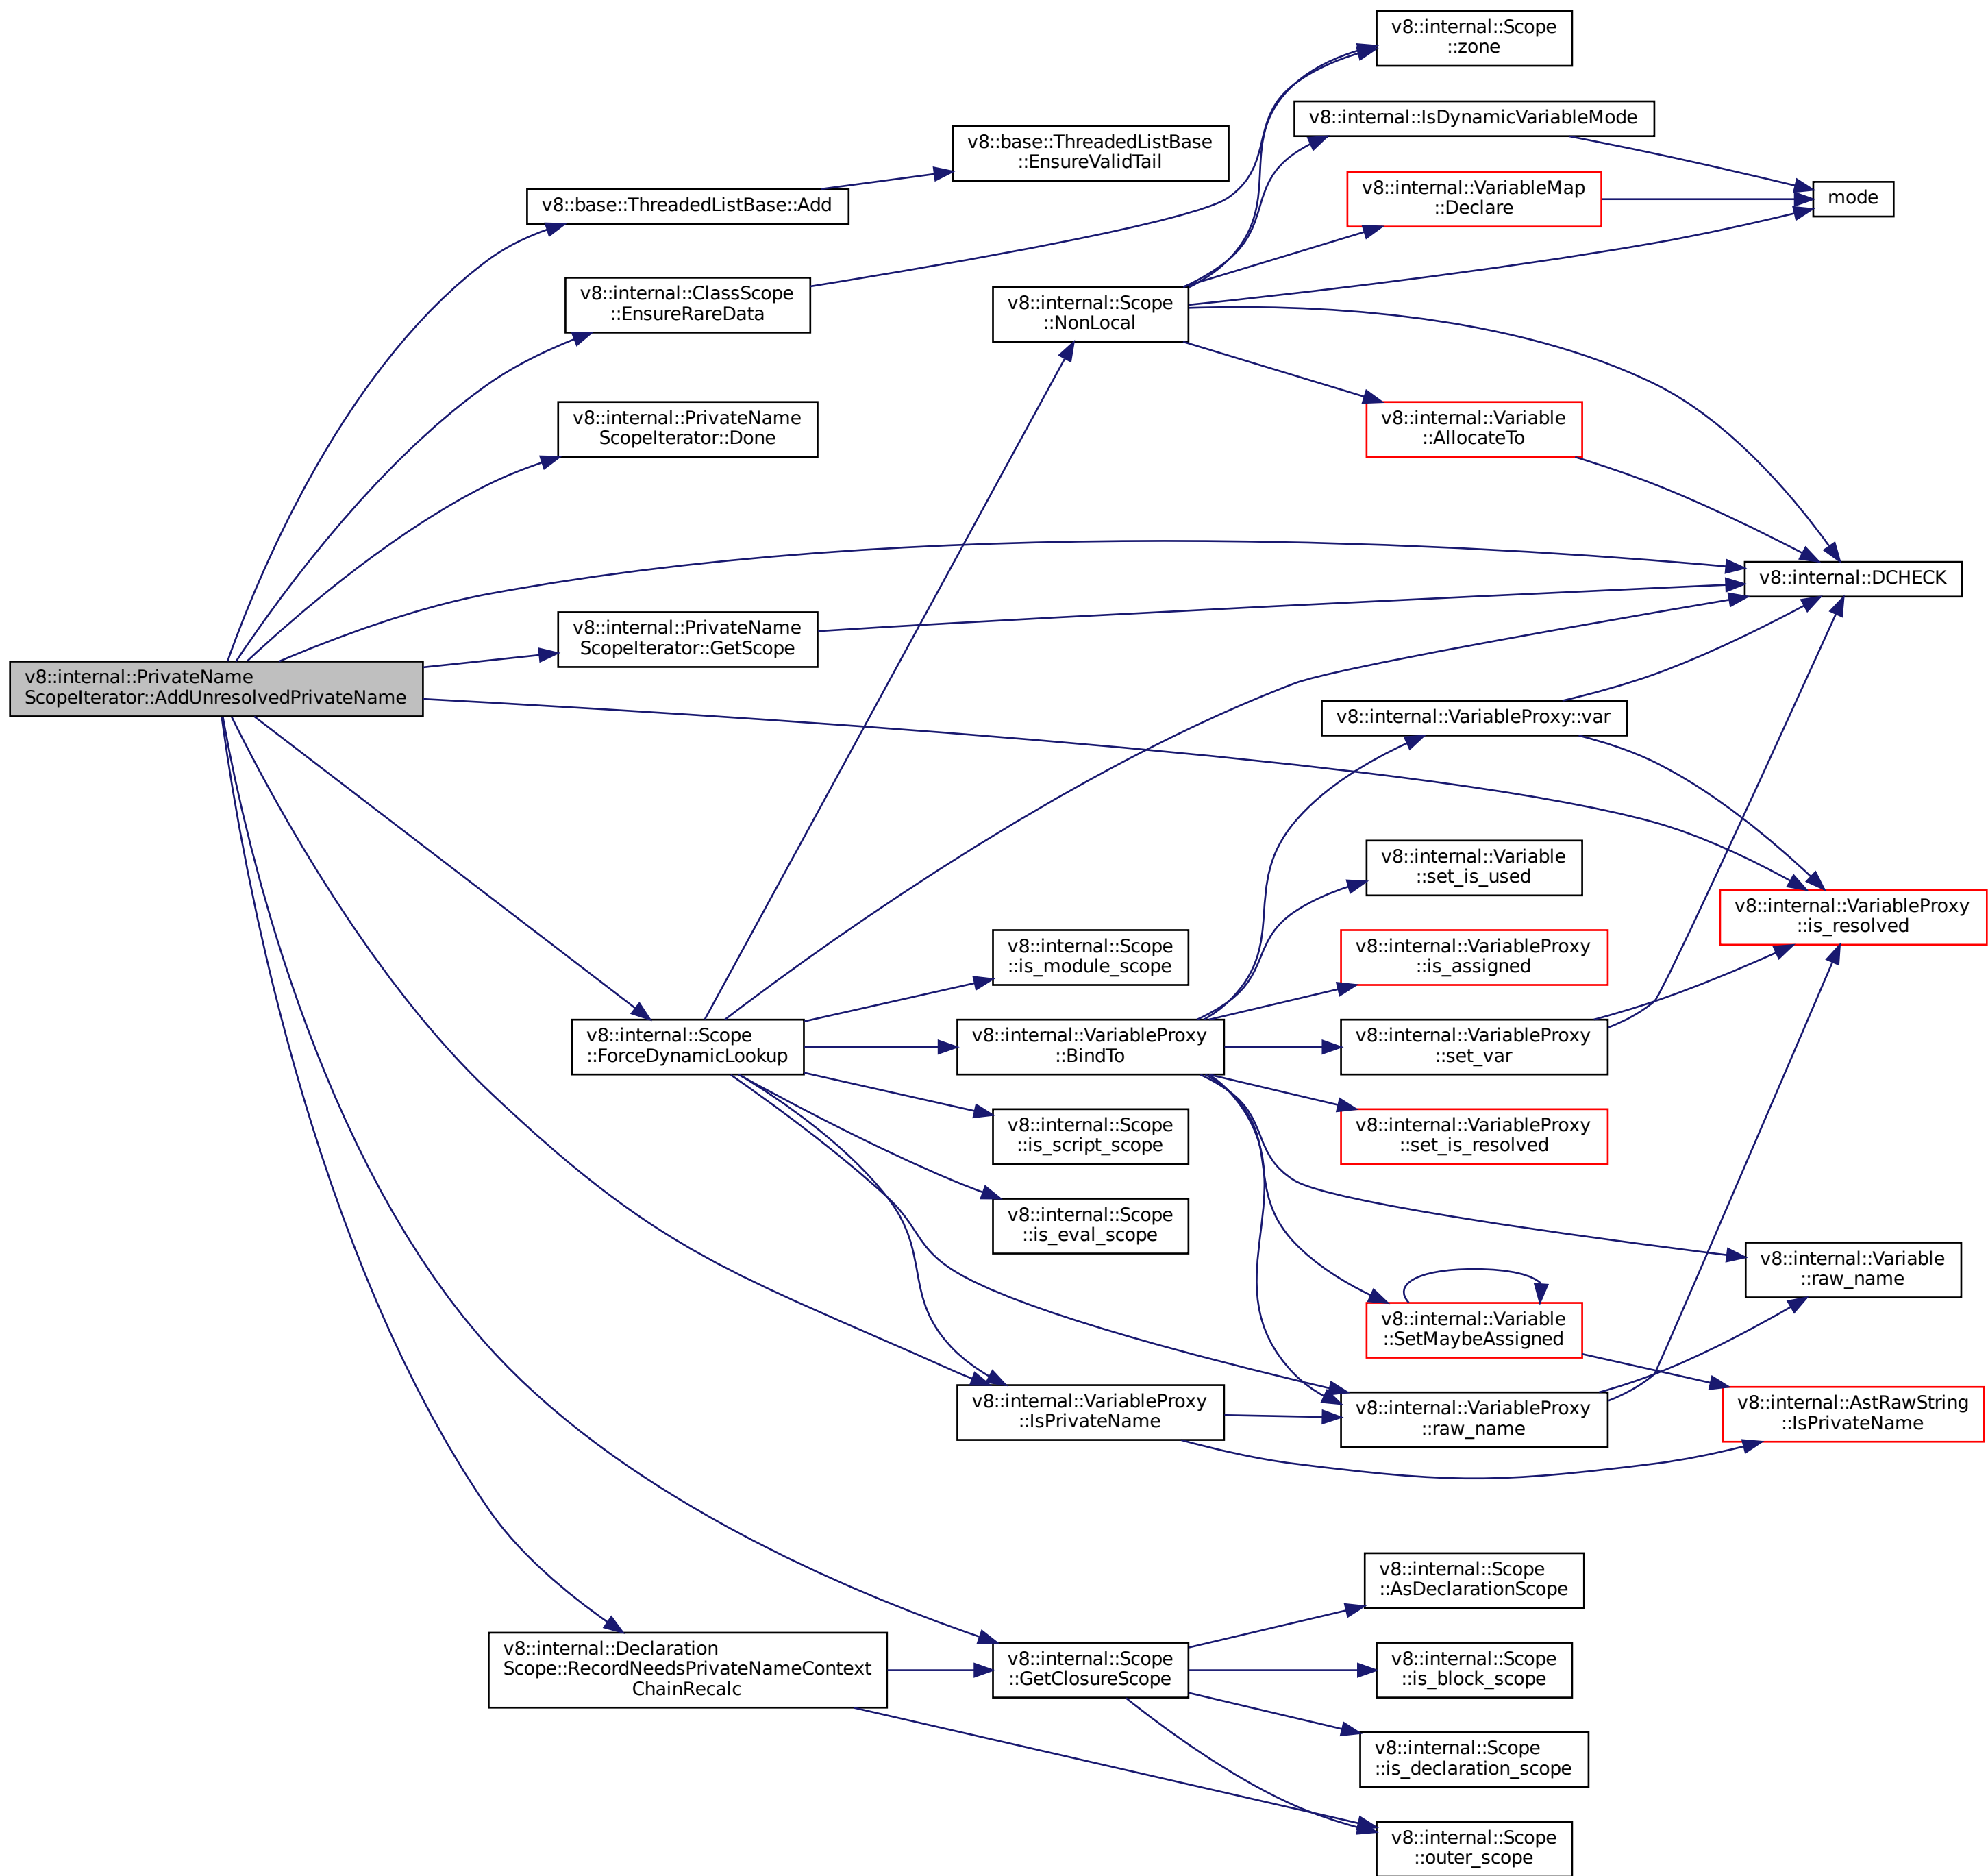 v8::internal::Scope
::zone
v8::internal::IsDynamicVariableMode
v8::base::ThreadedListBase
::EnsureValidTail
v8::internal::VariableMap
::Declare
mode
v8::base::ThreadedListBase::Add
v8::internal::ClassScope
::EnsureRareData
v8::internal::Scope
::NonLocal
v8::internal::PrivateName
ScopeIterator::Done
v8::internal::Variable
::AllocateTo
v8::internal::DCHECK
v8::internal::PrivateName
ScopeIterator::GetScope
v8::internal::PrivateName
ScopeIterator::AddUnresolvedPrivateName
v8::internal::VariableProxy::var
v8::internal::Variable
::set_is_used
v8::internal::VariableProxy
::is_resolved
v8::internal::Scope
::is_module_scope
v8::internal::VariableProxy
::is_assigned
v8::internal::Scope
::ForceDynamicLookup
v8::internal::VariableProxy
::BindTo
v8::internal::VariableProxy
::set_var
v8::internal::Scope
::is_script_scope
v8::internal::VariableProxy
::set_is_resolved
v8::internal::Scope
::is_eval_scope
v8::internal::Variable
::raw_name
v8::internal::Variable
::SetMaybeAssigned
v8::internal::VariableProxy
::IsPrivateName
v8::internal::VariableProxy
::raw_name
v8::internal::AstRawString
::IsPrivateName
v8::internal::Scope
::AsDeclarationScope
v8::internal::Declaration
Scope::RecordNeedsPrivateNameContext
ChainRecalc
v8::internal::Scope
::GetClosureScope
v8::internal::Scope
::is_block_scope
v8::internal::Scope
::is_declaration_scope
v8::internal::Scope
::outer_scope